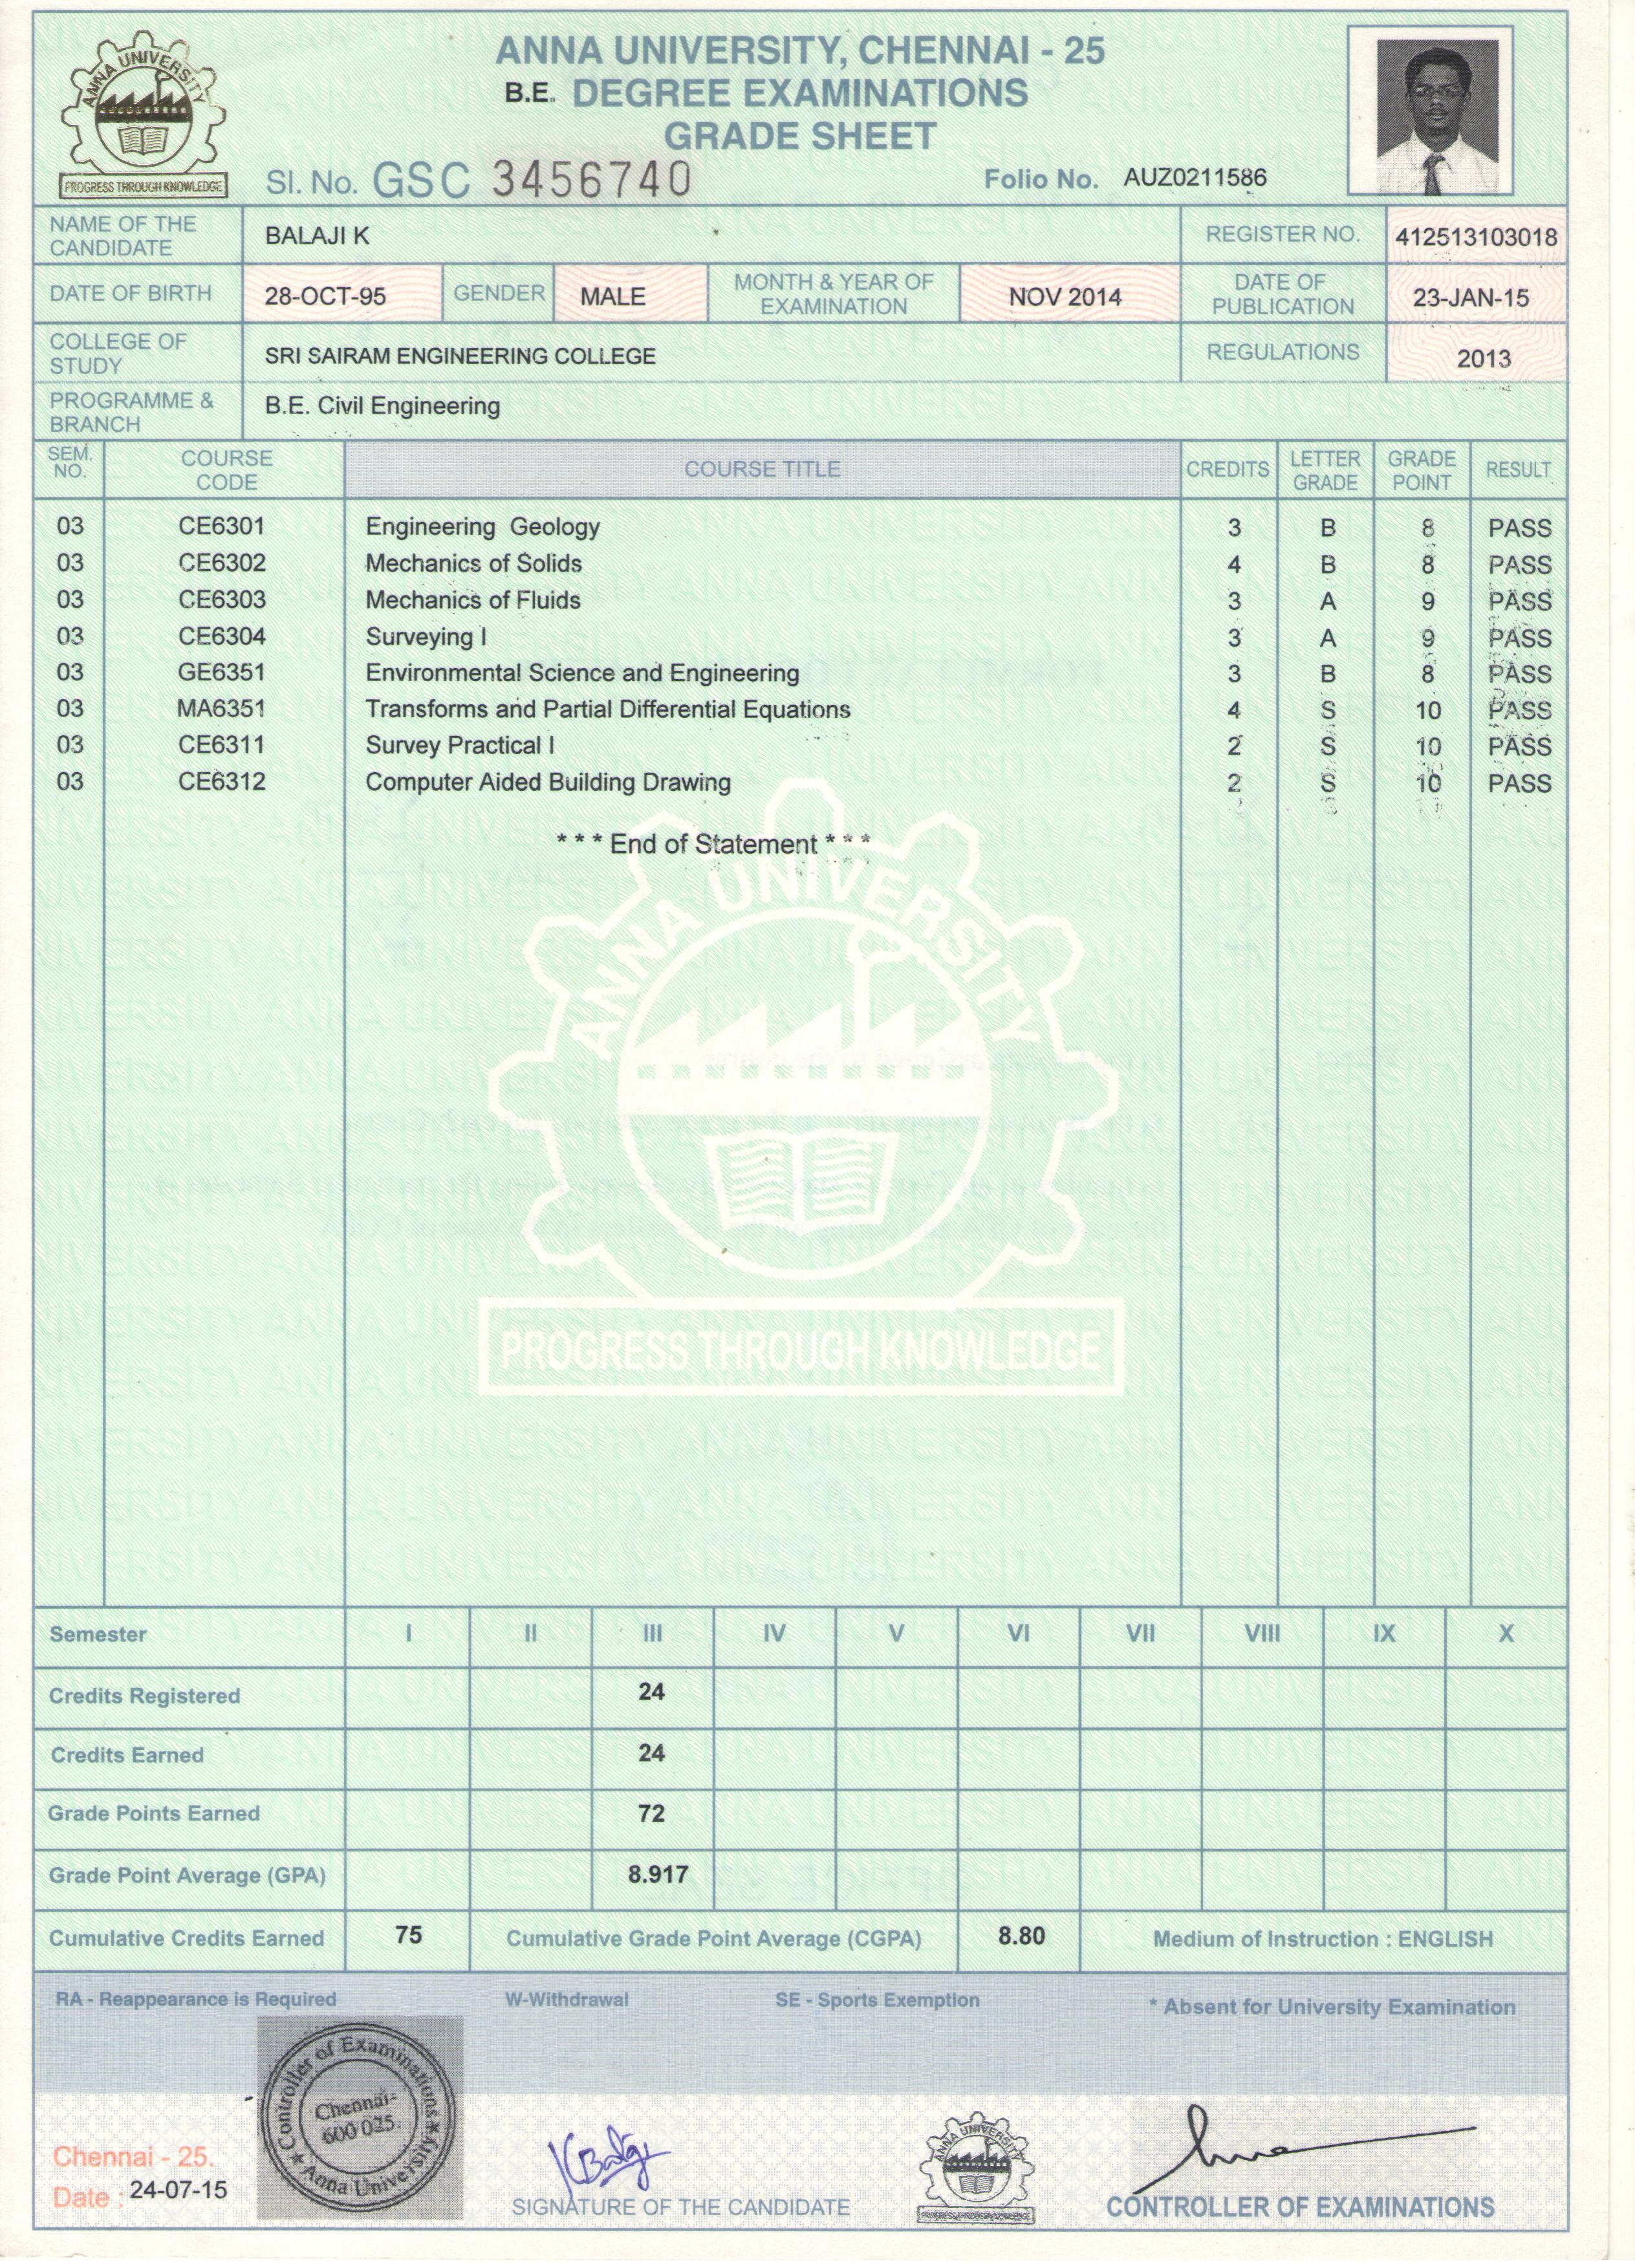 ANNA UNIVERSITY
PROGRESS THROUGH KNOWLEDGE
ANNA UNIVERSITY, CHENNAI - 25
B.E. DEGREE EXAMINATIONS
GRADE SHEET
Sl. No. GSC 3456740
Folio No. AUZ0211586
NAME OF THE CANDIDATE BALAJI K REGISTER NO. 412513103018
DATE OF BIRTH 28-OCT-95 GENDER MALE MONTH & YEAR OF EXAMINATION NOV 2014 DATE OF PUBLICATION 23-JAN-15
COLLEGE OF STUDY SRI SAIRAM ENGINEERING COLLEGE REGULATIONS 2013
PROGRAMME & BRANCH B.E. Civil Engineering
SEM. NO. COURSE CODE COURSE TITLE CREDITS LETTER GRADE GRADE POINT RESULT
03 CE6301 Engineering Geology 3 B 8 PASS
03 CE6302 Mechanics of Solids 4 B 8 PASS
03 CE6303 Mechanics of Fluids 3 A 9 PASS
03 CE6304 Surveying I 3 A 9 PASS
03 GE6351 Environmental Science and Engineering 3 B 8 PASS
03 MA6351 Transforms and Partial Differential Equations 4 S 10 PASS
03 CE6311 Survey Practical I 2 S 10 PASS
03 CE6312 Computer Aided Building Drawing 2 S 10 PASS
* * * End of Statement * * *
ANNA UNIVERSITY
PROGRESS THROUGH KNOWLEDGE
Semester I II III IV V VI VII VIII IX X
Credits Registered 24
Credits Earned 24
Grade Points Earned 72
Grade Point Average (GPA) 8.917
Cumulative Credits Earned 75 Cumulative Grade Point Average (CGPA) 8.80 Medium of Instruction : ENGLISH
RA - Reappearance is Required W-Withdrawal SE - Sports Exemption * Absent for University Examination
Controller of Examinations
Chennai-
600 025.
Anna University
Chennai - 25.
Date : 24-07-15
K Balaji
SIGNATURE OF THE CANDIDATE
ANNA UNIVERSITY
PROGRESS THROUGH KNOWLEDGE
CONTROLLER OF EXAMINATIONS